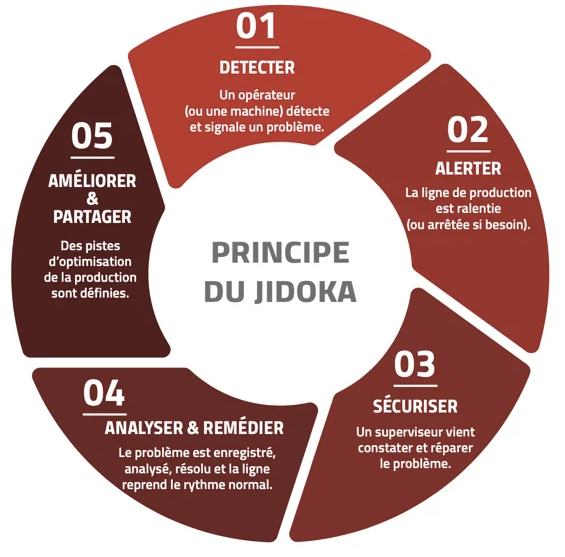 01
DETECTER
Un opérateur
(ou une machine) détecte
et signale un problème.
02
ALERTER
La ligne de production
est ralentie
(ou arrêtée si besoin).
03
SÉCURISER
Un superviseur vient
constater et réparer
le problème.
04
ANALYSER & REMÉDIER
Le problème est enregistré,
analysé, résolu et la ligne
reprend le rythme normal.
05
AMÉLIORER
&
PARTAGER
Des pistes
d’optimisation
de la production
sont définies.
PRINCIPE
DU JIDOKA